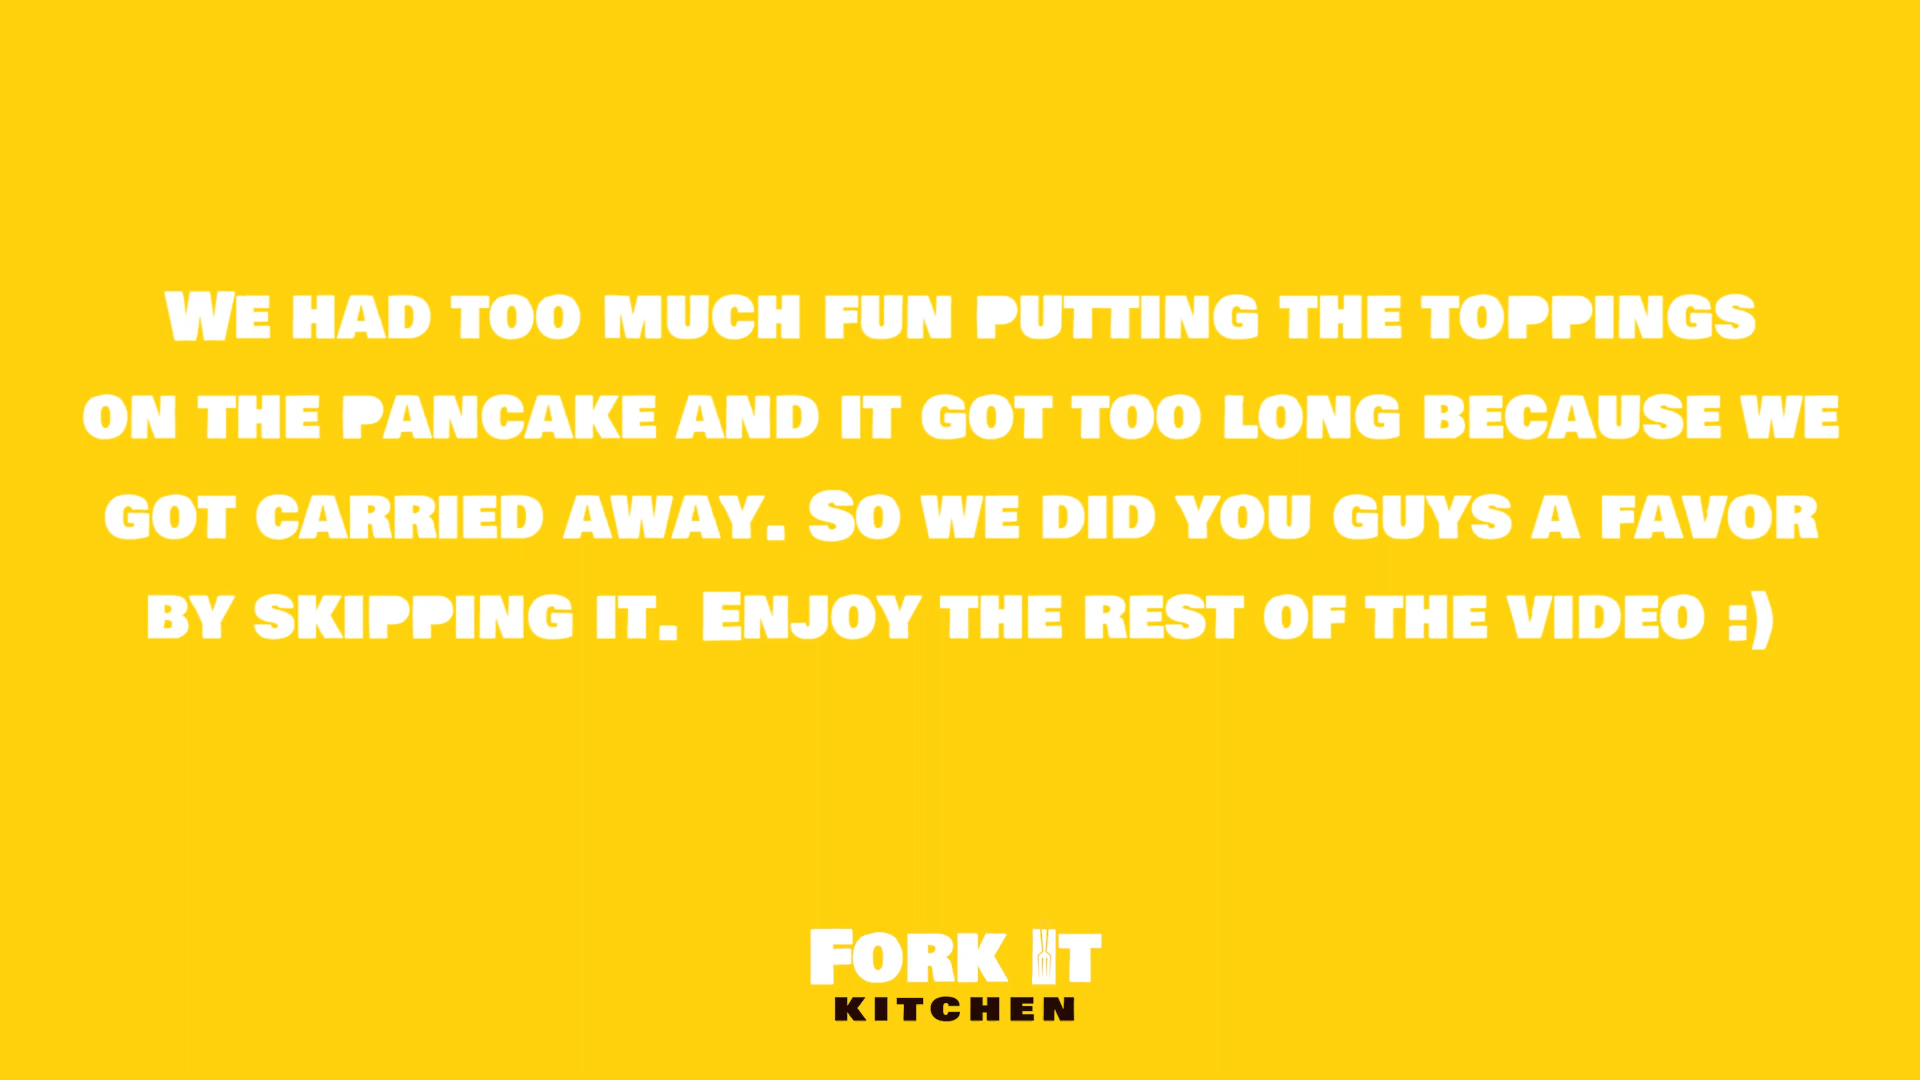 We had too much fun putting the toppings
on the pancake and it got too long because we
got carried away. So we did you guys a favor
by skipping it. Enjoy the rest of the video :)
Fork It
KITCHEN